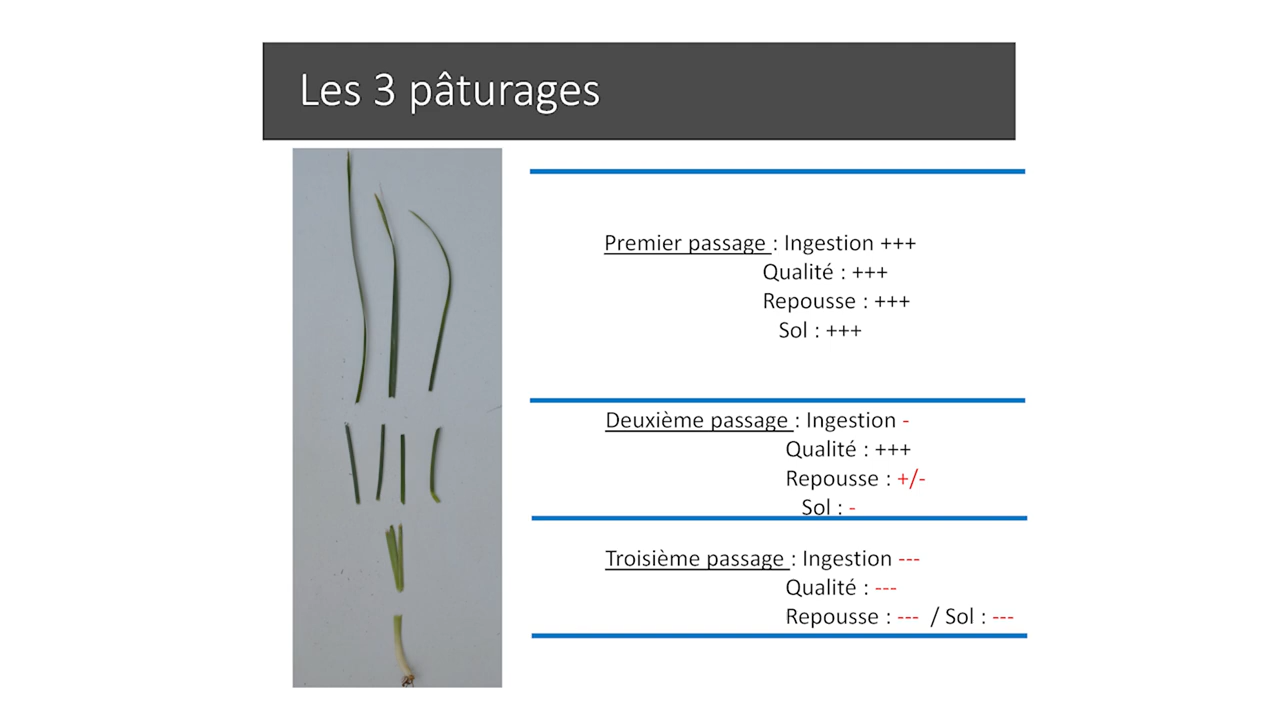 Les 3 pâturages
Premier passage : Ingestion +++
Qualité : +++
Repousse : +++
Sol : +++
Deuxième passage : Ingestion -
Qualité : +++
Repousse : +/-
Sol : -
Troisième passage : Ingestion ---
Qualité : ---
Repousse : --- / Sol : ---